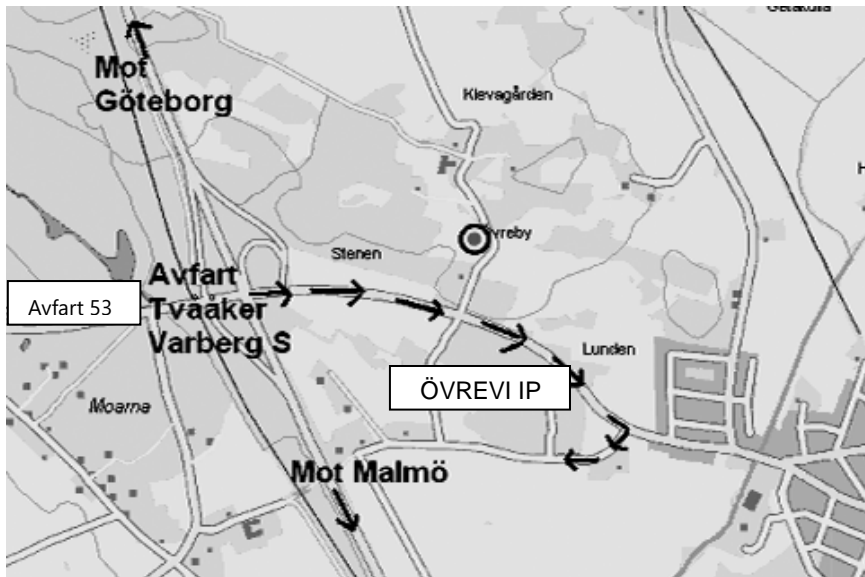 Mot
Göteborg
Klevagården
Stenen
Avfart
Tvååker
Varberg S
Avfart 53
Lunden
ÖVREVI IP
Moarna
Mot Malmö